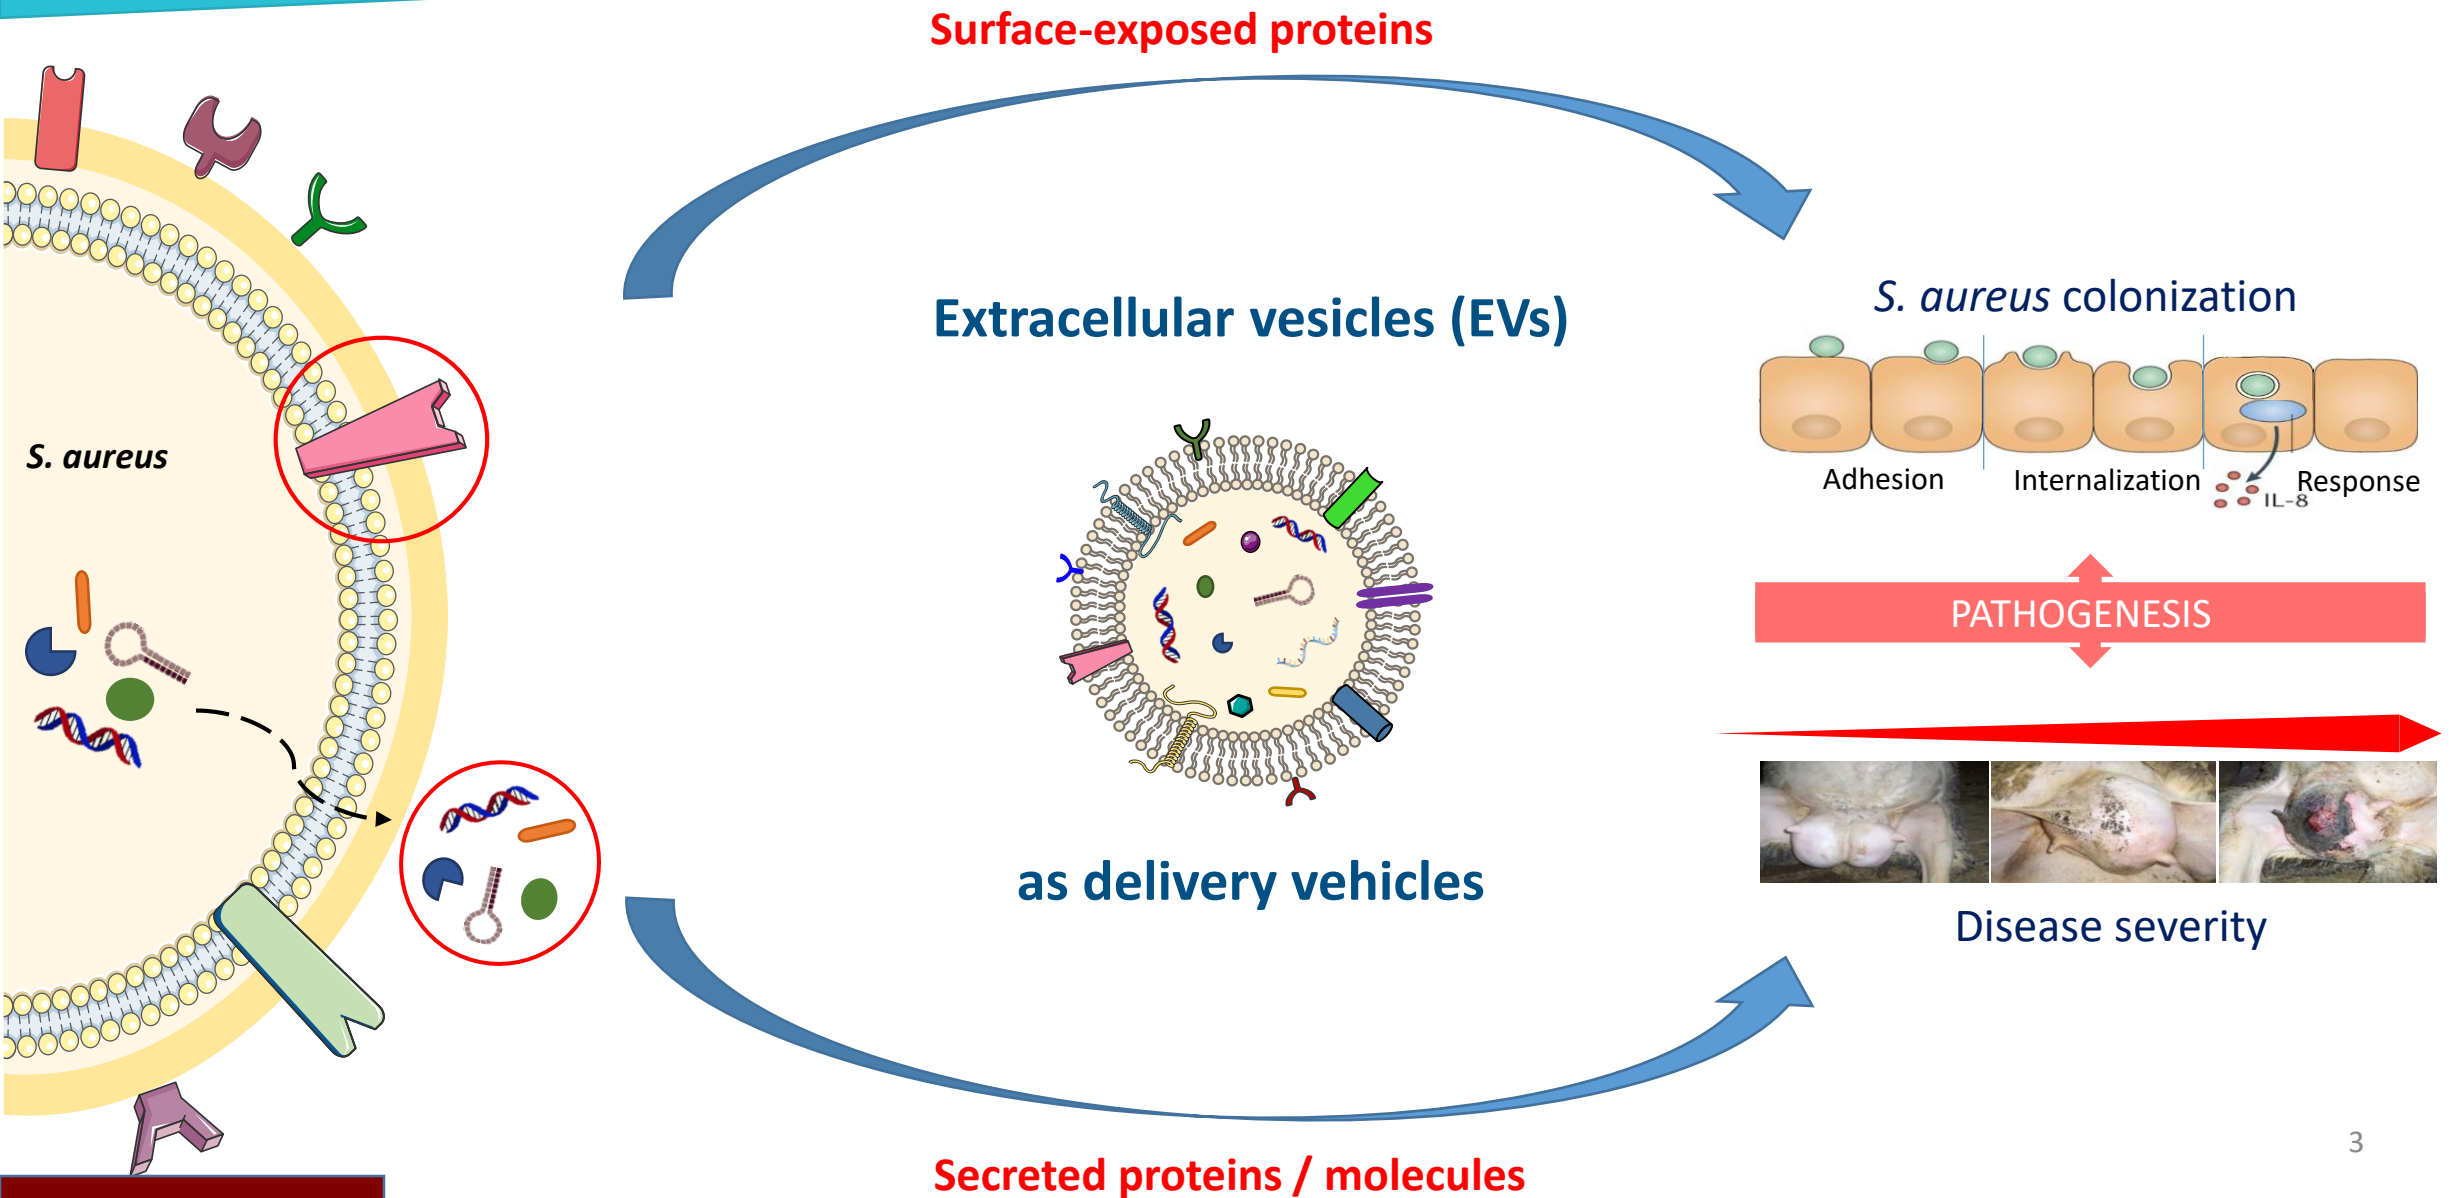 Surface-exposed proteins
Extracellular vesicles (EVs)
S. aureus colonization
S. aureus
Adhesion
Internalization
IL-8
Response
PATHOGENESIS
as delivery vehicles
Disease severity
Secreted proteins / molecules
3